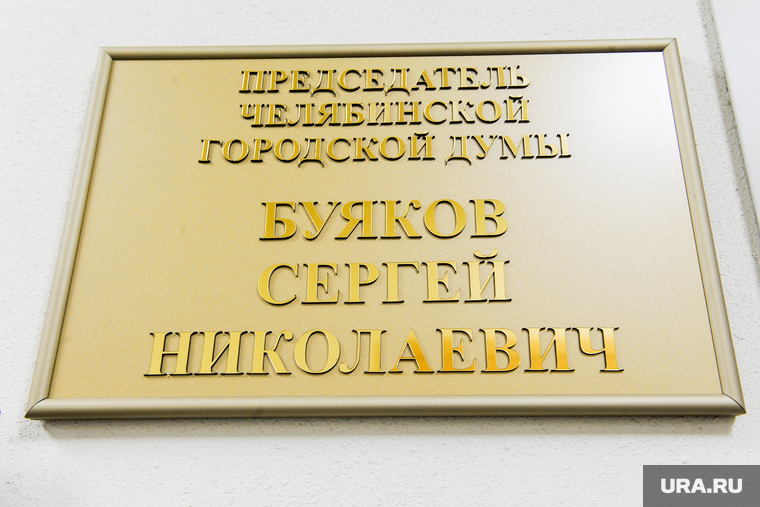 ПРЕДСЕДАТЕЛЬ
ЧЕЛЯБИНСКОЙ
ГОРОДСКОЙ ДУМЫ
БУЯКОВ
СЕРГЕЙ
НИКОЛАЕВИЧ
URA.RU